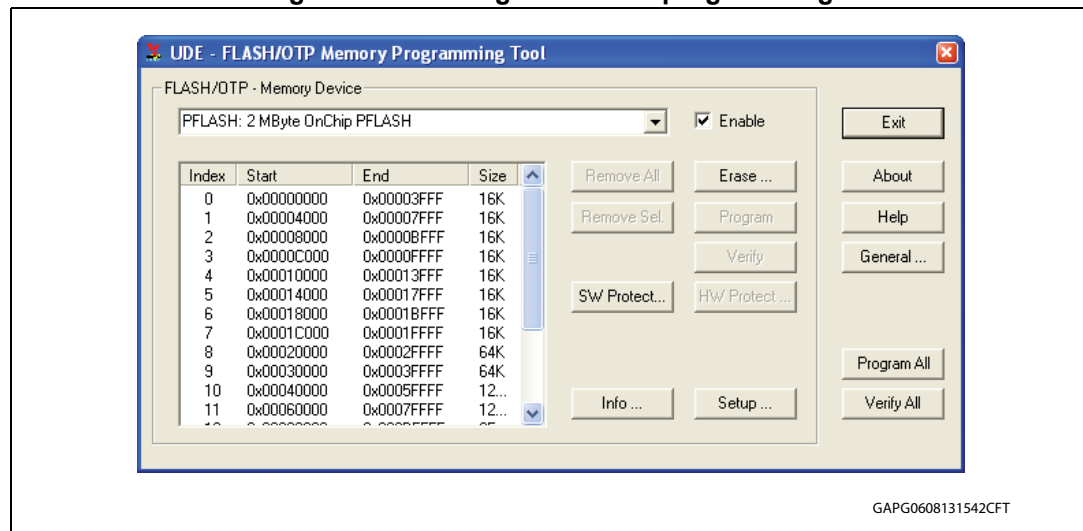 UDE - FLASH/OTP Memory Programming Tool
FLASH/OTP - Memory Device
PFLASH: 2 MByte OnChip PFLASH
Enable
Exit
Index Start End Size
0 0x00000000 0x00003FFF 16K
1 0x00004000 0x00007FFF 16K
2 0x00008000 0x0000BFFF 16K
3 0x0000C000 0x0000FFFF 16K
4 0x00010000 0x00013FFF 16K
5 0x00014000 0x00017FFF 16K
6 0x00018000 0x0001BFFF 16K
7 0x0001C000 0x0001FFFF 16K
8 0x00020000 0x0002FFFF 64K
9 0x00030000 0x0003FFFF 64K
10 0x00040000 0x0005FFFF 12...
11 0x00060000 0x0007FFFF 12...
Remove All
Erase ...
About
Remove Sel.
Program
Help
Verify
General ...
SW Protect...
HW Protect ...
Program All
Info ...
Setup ...
Verify All
GAPG0608131542CFT